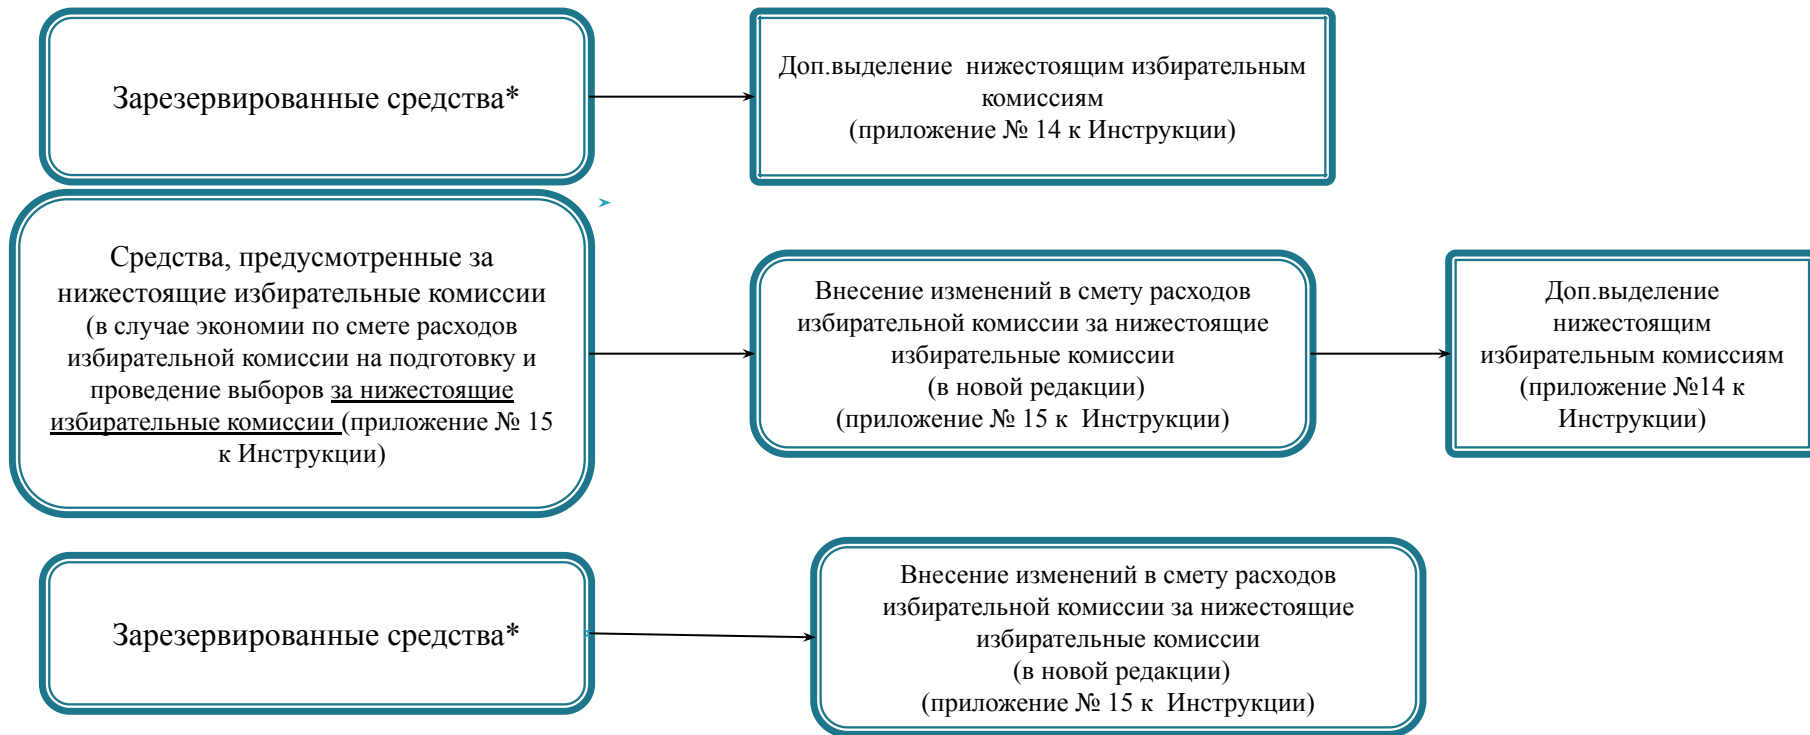 Зарезервированные средства*
Доп.выделение  нижестоящим избирательным
комиссиям
(приложение № 14 к Инструкции)
Средства, предусмотренные за
нижестоящие избирательные комиссии
(в случае экономии по смете расходов
избирательной комиссии на подготовку и
проведение выборов за нижестоящие
избирательные комиссии (приложение № 15
к Инструкции)
Внесение изменений в смету расходов
избирательной комиссии за нижестоящие
избирательные комиссии
(в новой редакции)
(приложение № 15 к  Инструкции)
Доп.выделение
нижестоящим
избирательным комиссиям
(приложение №14 к
Инструкции)
Зарезервированные средства*
Внесение изменений в смету расходов
избирательной комиссии за нижестоящие
избирательные комиссии
(в новой редакции)
(приложение № 15 к  Инструкции)